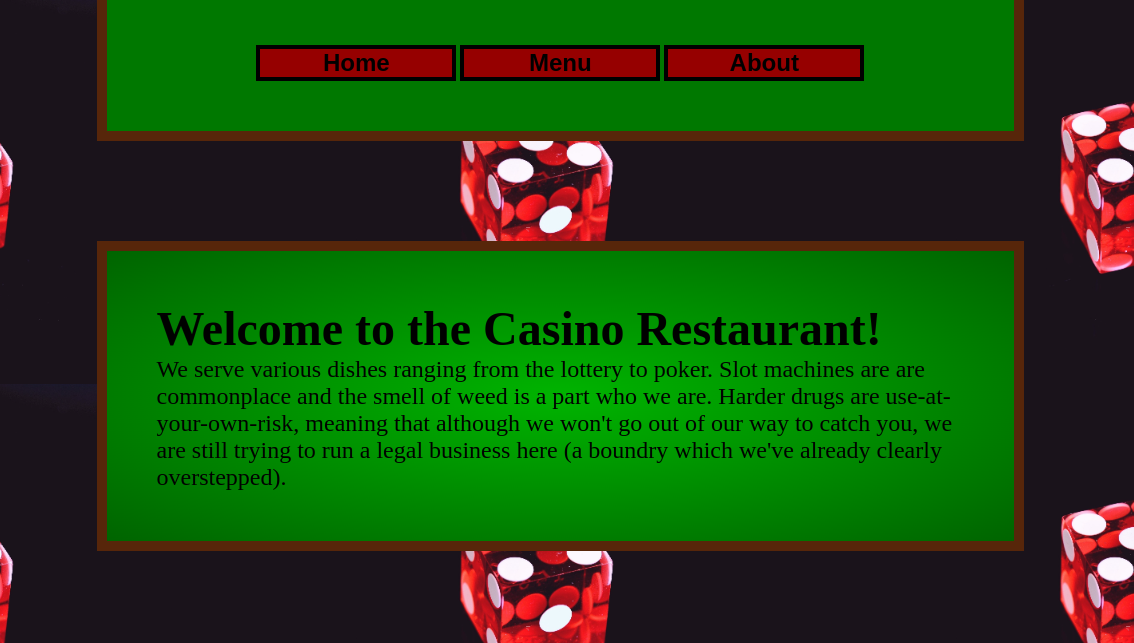 Home Menu About
Welcome to the Casino Restaurant!
We serve various dishes ranging from the lottery to poker. Slot machines are are
commonplace and the smell of weed is a part who we are. Harder drugs are use-at-
your-own-risk, meaning that although we won't go out of our way to catch you, we
are still trying to run a legal business here (a boundry which we've already clearly
overstepped).